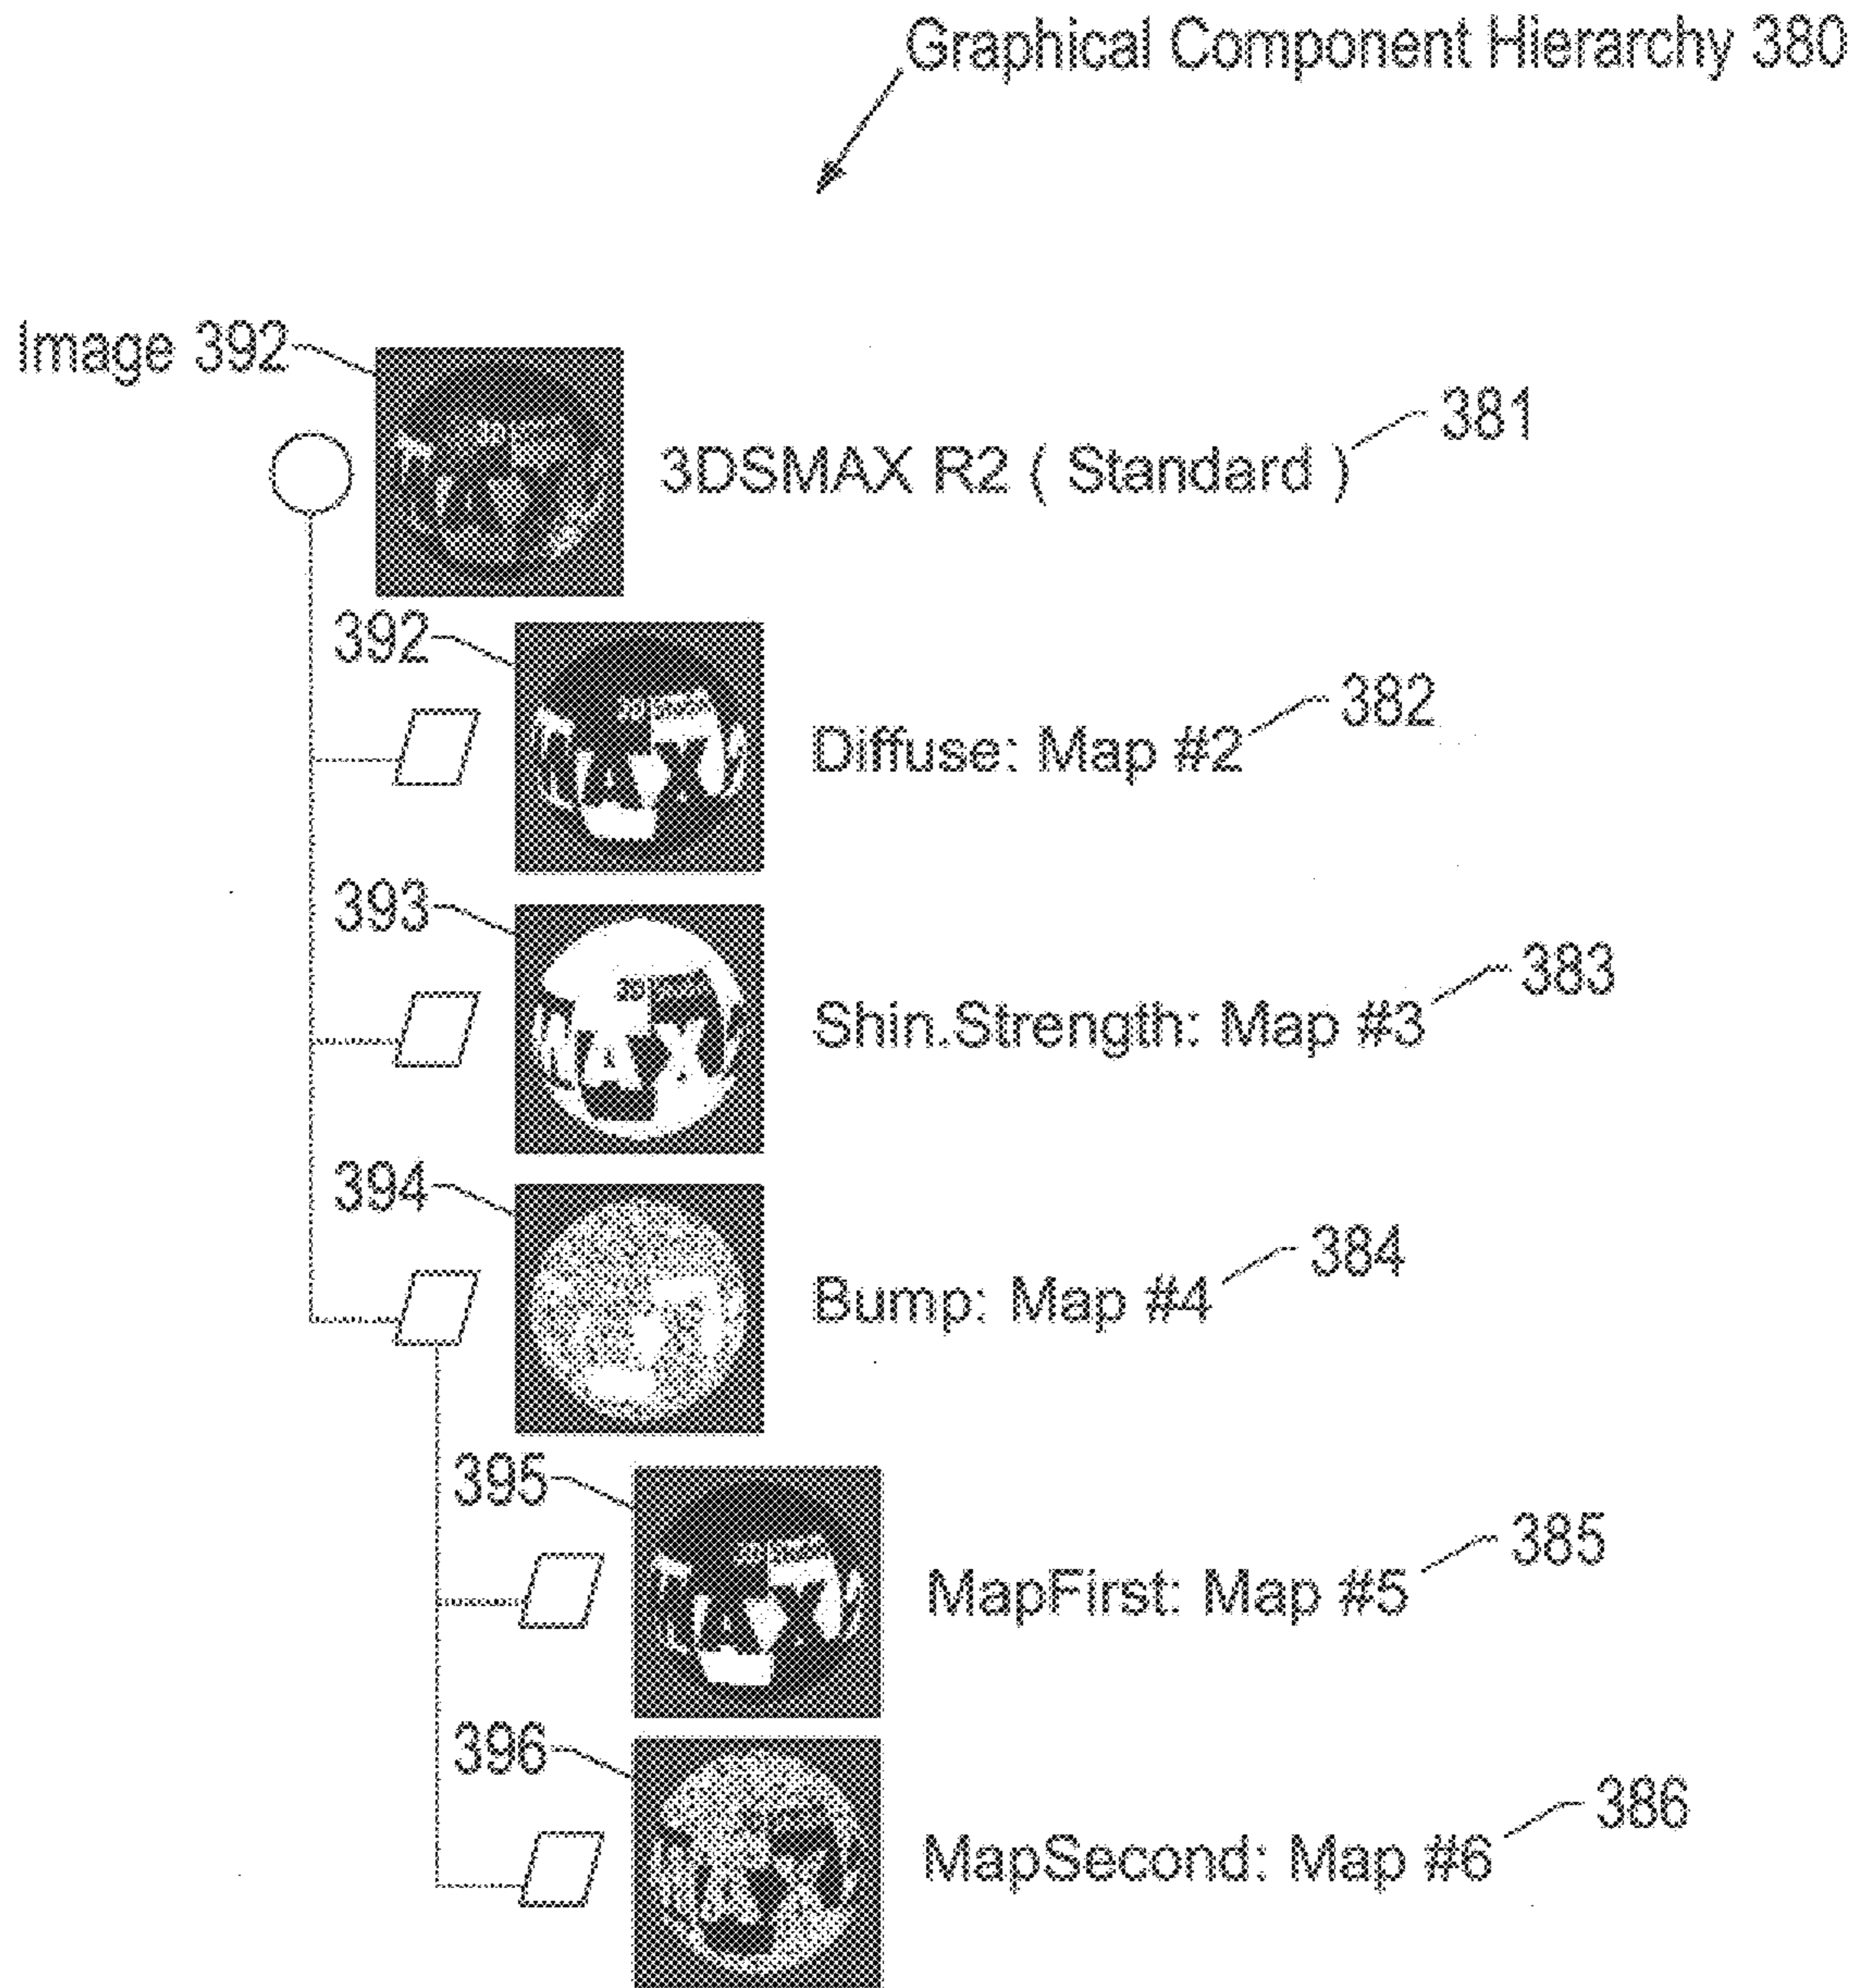 Graphical Component Hierarchy 380
Image 392
3DSMAX R2 ( Standard ) 381
392
Diffuse: Map #2 382
393
Shin.Strength: Map #3 383
394
Bump: Map #4 384
395
MapFirst: Map #5 385
396
MapSecond: Map #6 386